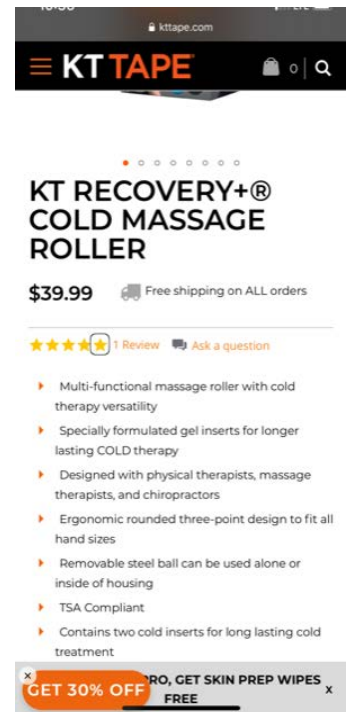 kttape.com
KT TAPE
0
KT RECOVERY+®
COLD MASSAGE
ROLLER
$39.99 Free shipping on ALL orders
1 Review Ask a question
Multi-functional massage roller with cold
therapy versatility
Specially formulated gel inserts for longer
lasting COLD therapy
Designed with physical therapists, massage
therapists, and chiropractors
Ergonomic rounded three-point design to fit all
hand sizes
Removable steel ball can be used alone or
inside of housing
TSA Compliant
Contains two cold inserts for long lasting cold
treatment
PRO, GET SKIN PREP WIPES
FREE
x
GET 30% OFF